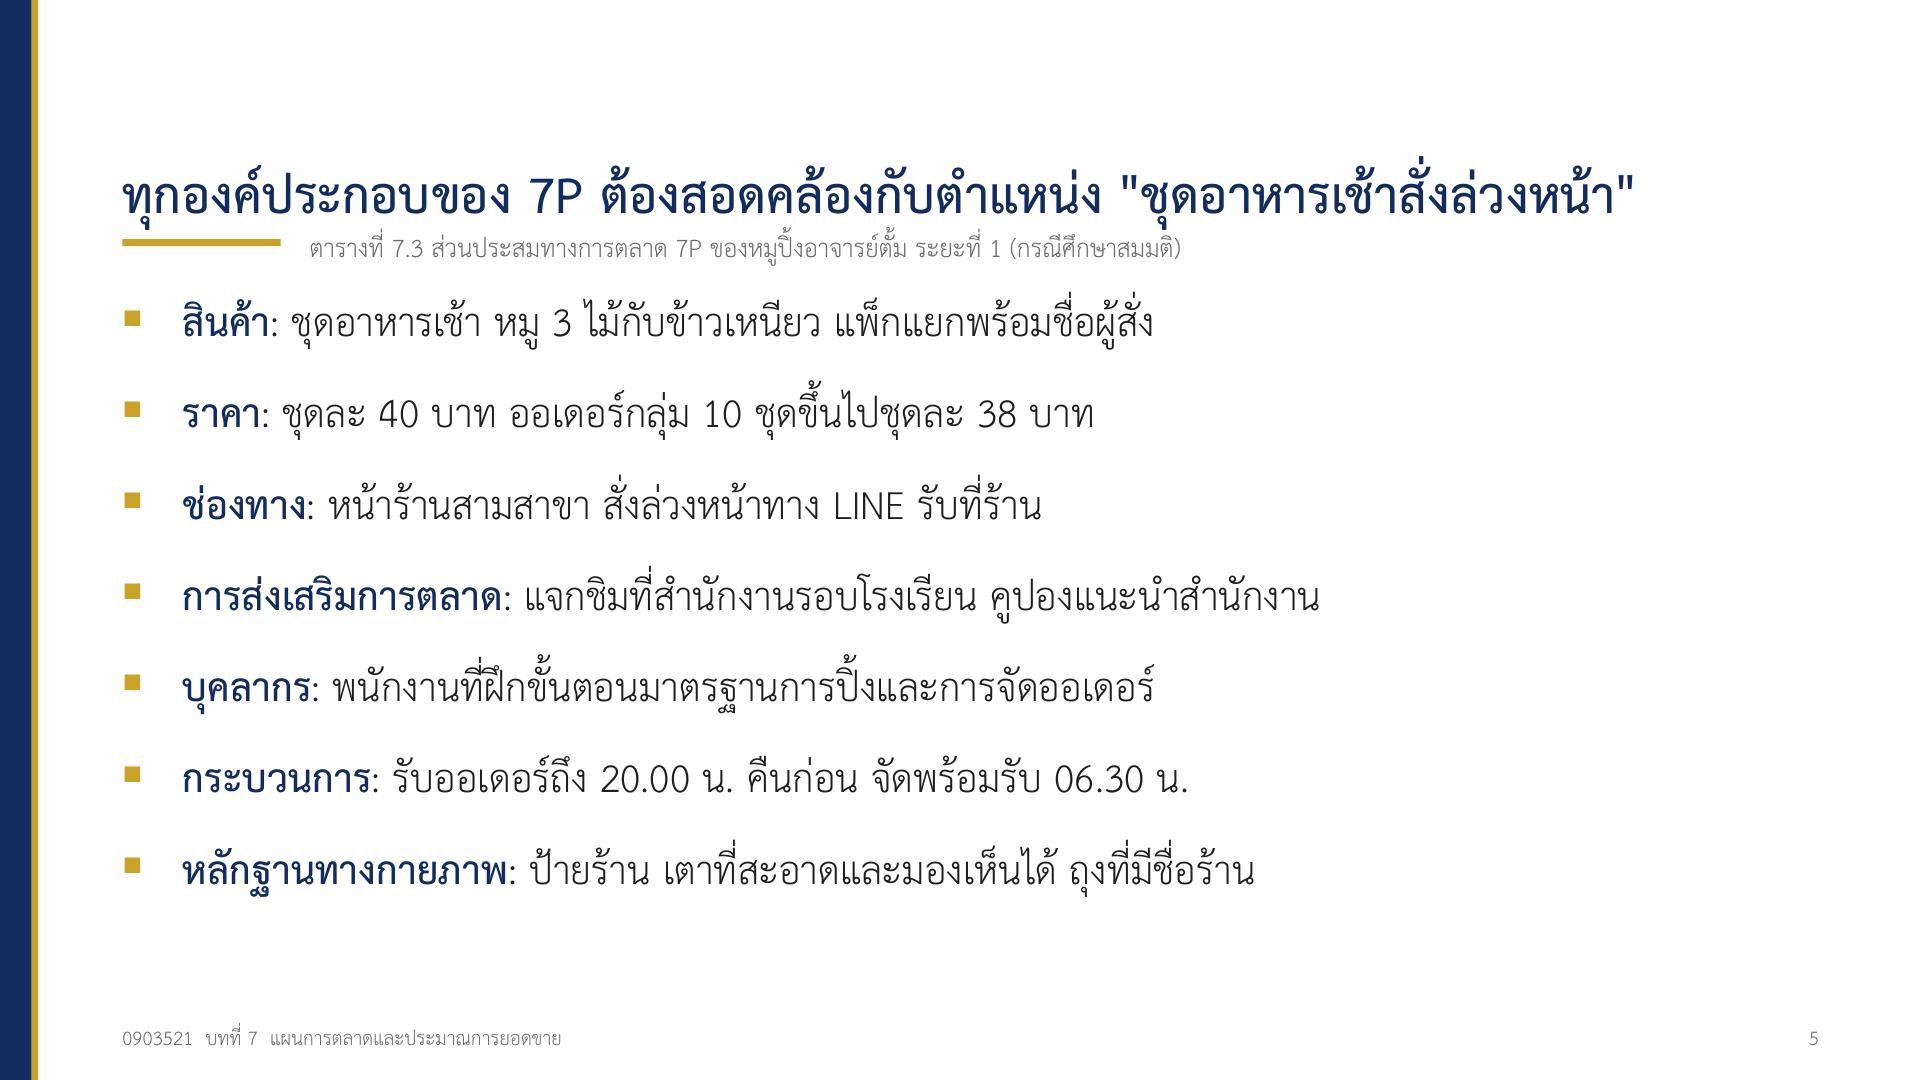 ทุกองค์ประกอบของ 7P ต้องสอดคล้องกับตำแหน่ง "ชุดอาหารเช้าสั่งล่วงหน้า"
ตารางที่ 7.3 ส่วนประสมทางการตลาด 7P ของหมูปิ้งอาจารย์ตั้ม ระยะที่ 1 (กรณีศึกษาสมมติ)
สินค้า: ชุดอาหารเช้า หมู 3 ไม้กับข้าวเหนียว แพ็กแยกพร้อมชื่อผู้สั่ง
ราคา: ชุดละ 40 บาท ออเดอร์กลุ่ม 10 ชุดขึ้นไปชุดละ 38 บาท
ช่องทาง: หน้าร้านสามสาขา สั่งล่วงหน้าทาง LINE รับที่ร้าน
การส่งเสริมการตลาด: แจกชิมที่สำนักงานรอบโรงเรียน คูปองแนะนำสำนักงาน
บุคลากร: พนักงานที่ฝึกขั้นตอนมาตรฐานการปิ้งและการจัดออเดอร์
กระบวนการ: รับออเดอร์ถึง 20.00 น. คืนก่อน จัดพร้อมรับ 06.30 น.
หลักฐานทางกายภาพ: ป้ายร้าน เตาที่สะอาดและมองเห็นได้ ถุงที่มีชื่อร้าน
0903521 บทที่ 7 แผนการตลาดและประมาณการยอดขาย
5